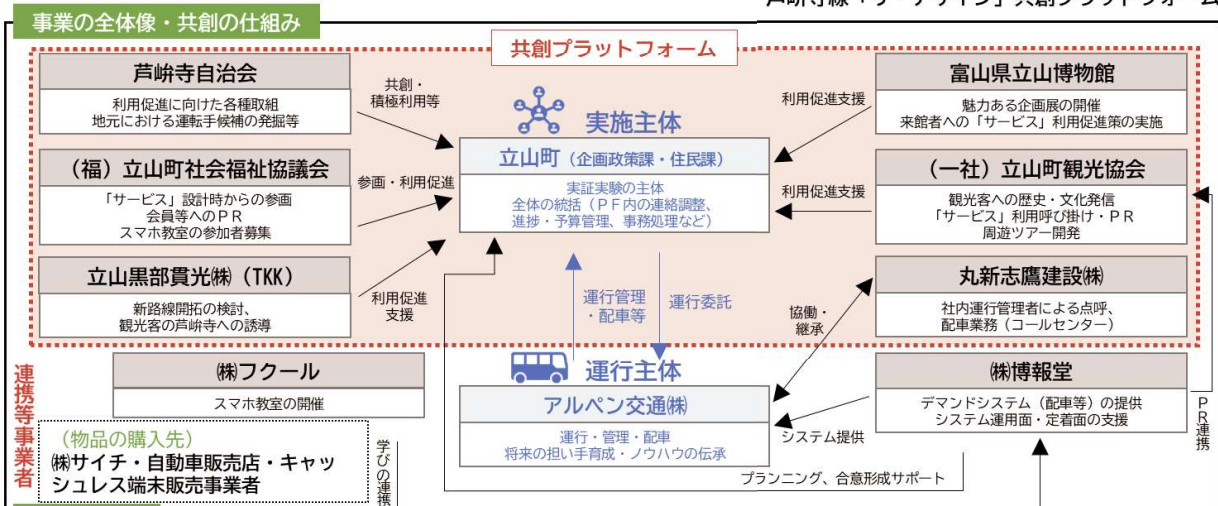 事業の全体像・共創の仕組み
共創プラットフォーム
芦峅寺自治会
利用促進に向けた各種取組
地元における運転手候補の発掘等
共創・
積極利用等
(福)立山町社会福祉協議会
「サービス」設計時からの参画
会員等へのPR
スマホ教室の参加者募集
参画・利用促進
立山黒部貫光㈱(TKK)
新路線開拓の検討、
観光客の芦峅寺への誘導
利用促進
支援
実施主体
立山町(企画政策課・住民課)
実証実験の主体
全体の統括(PF内の連絡調整、
進捗・予算管理、事務処理など)
運行管理
・配車等
運行委託
利用促進支援
富山県立山博物館
魅力ある企画展の開催
来館者への「サービス」利用促進策の実施
利用促進支援
(一社)立山町観光協会
観光客への歴史・文化発信
「サービス」利用呼び掛け・PR
周遊ツアー開発
協働・
継承
丸新志鷹建設㈱
社内運行管理者による点呼、
配車業務(コールセンター)
連携等事業者
㈱フクール
スマホ教室の開催
(物品の購入先)
㈱サイチ・自動車販売店・キャッ
シュレス端末販売事業者
学びの連携
運行主体
アルペン交通㈱
運行・管理・配車
将来の担い手育成・ノウハウの伝承
システム提供
㈱博報堂
デマンドシステム(配車等)の提供
システム運用面・定着面の支援
PR連携
プランニング、合意形成サポート